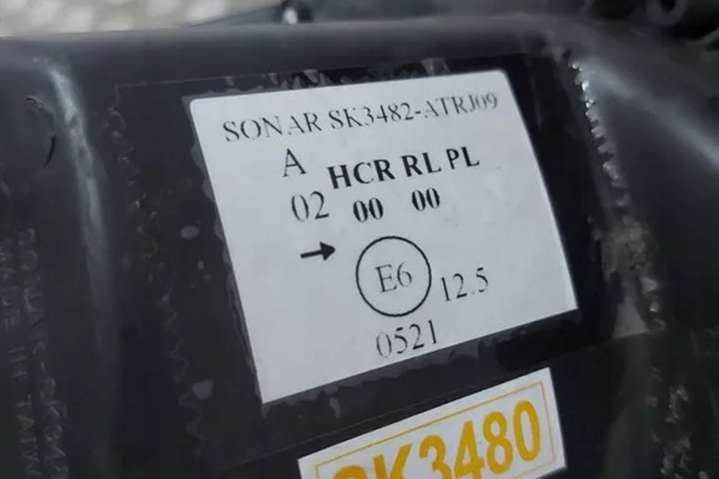 SONAR SK3482-ATRJ09
A HCR RL PL
02 00 00
→ E6 12.5
0521
SK3480